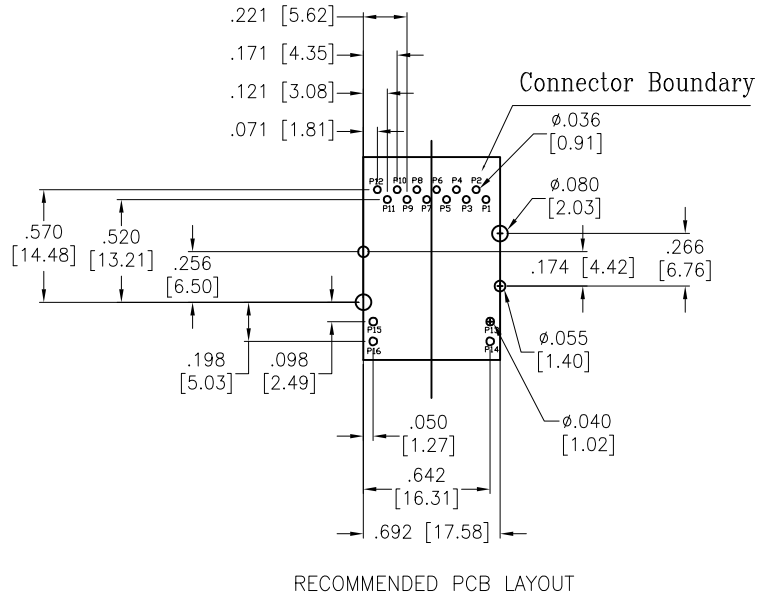 .221 [5.62]
.171 [4.35]
.121 [3.08]
.071 [1.81]
Connector Boundary
ø.036
[0.91]
ø.080
[2.03]
P12 P10 P8 P6 P4 P2
P11 P9 P7 P5 P3 P1
.570
[14.48]
.520
[13.21]
.256
[6.50]
.174 [4.42]
.266
[6.76]
P15 P13
P16 P14
ø.055
[1.40]
.198
[5.03]
.098
[2.49]
ø.040
[1.02]
.050
[1.27]
.642
[16.31]
.692 [17.58]
RECOMMENDED PCB LAYOUT